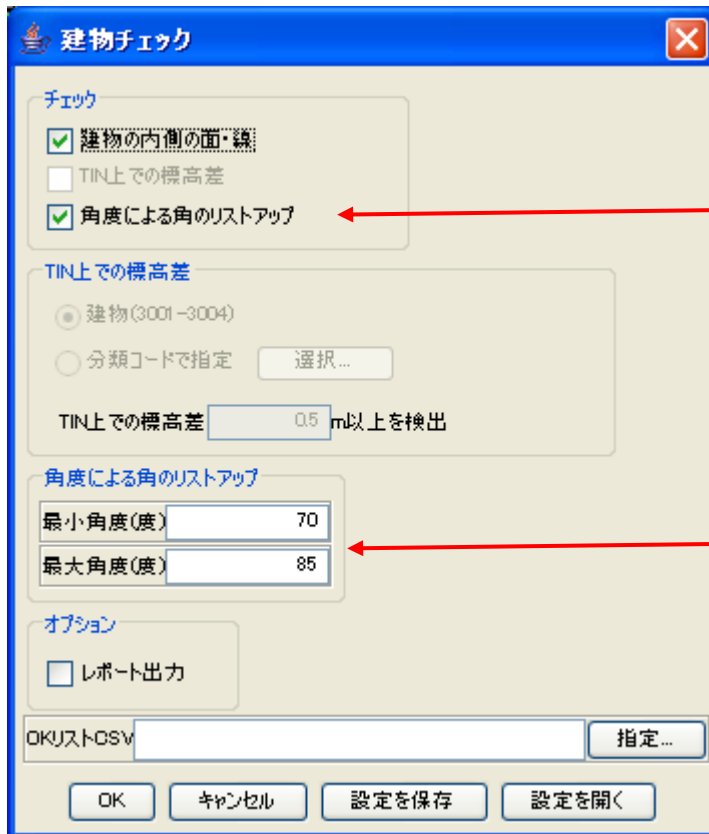 建物チェック
チェック
建物の内側の面・線
TIN上での標高差
角度による角のリストアップ
TIN上での標高差
建物(3001-3004)
分類コードで指定 選択...
TIN上での標高差 0.5 m以上を検出
角度による角のリストアップ
最小角度(度) 70
最大角度(度) 85
オプション
レポート出力
OKリストCSV 指定...
OK キャンセル 設定を保存 設定を開く